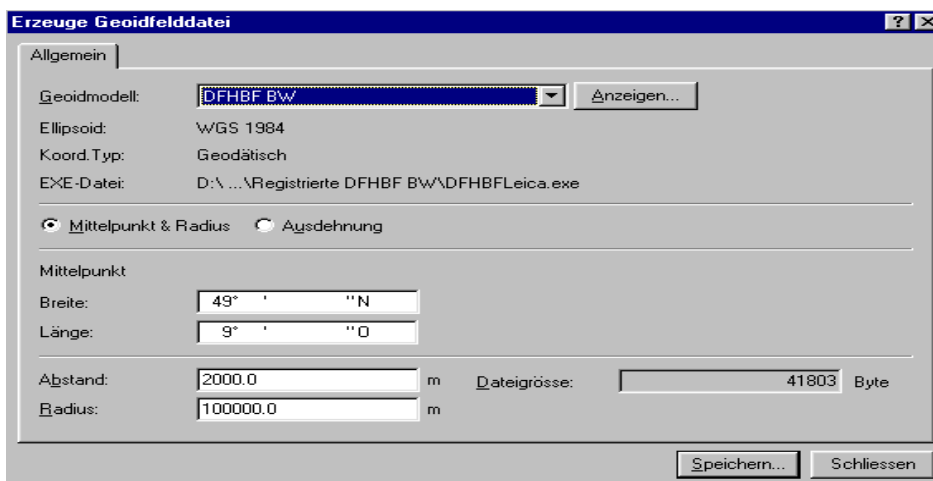 Erzeuge Geoidfelddatei ? ×
Allgemein
Geoidmodell: DFHBF BW Anzeigen...
Ellipsoid: WGS 1984
Koord.Typ: Geodätisch
EXE-Datei: D:\ ...\Registrierte DFHBF BW\DFHBFLeica.exe
Mittelpunkt & Radius Ausdehnung
Mittelpunkt
Breite: 49° ' "N
Länge: 9° ' "O
Abstand: 2000.0 m Dateigrösse: 41803 Byte
Radius: 100000.0 m
Speichern... Schliessen